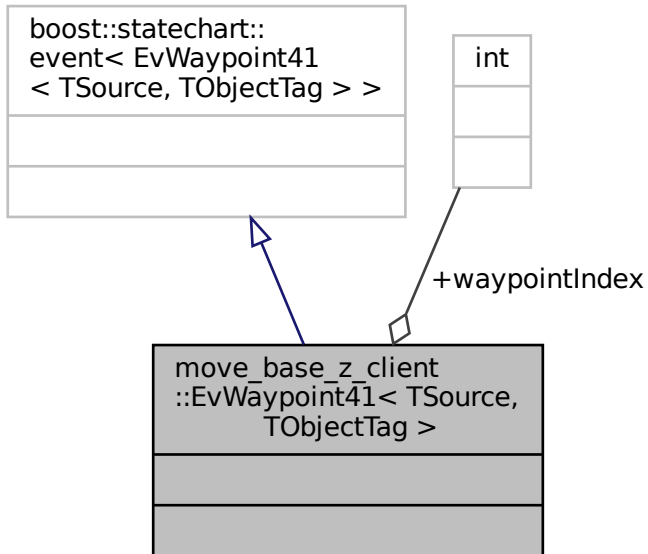 boost::statechart::
event< EvWaypoint41
< TSource, TObjectTag > >
int
+waypointIndex
move_base_z_client
::EvWaypoint41< TSource,
TObjectTag >